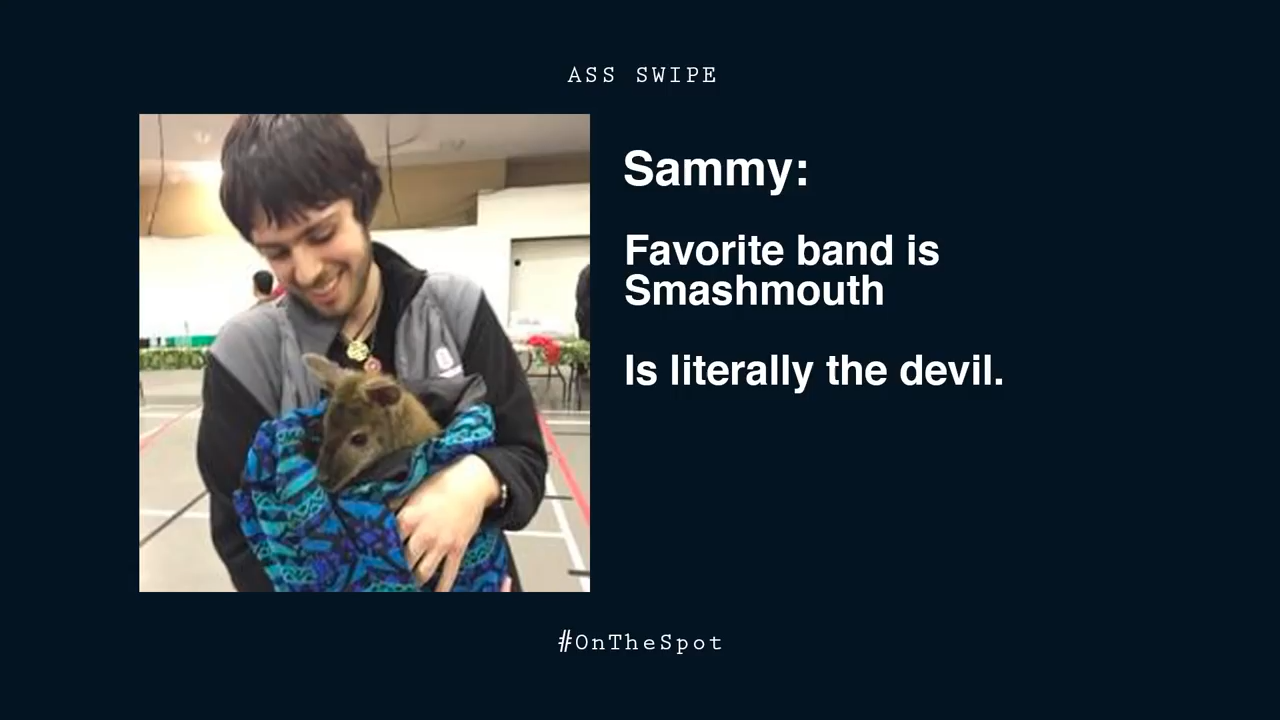 ASS SWIPE
Sammy:
Favorite band is
Smashmouth
Is literally the devil.
#OnTheSpot